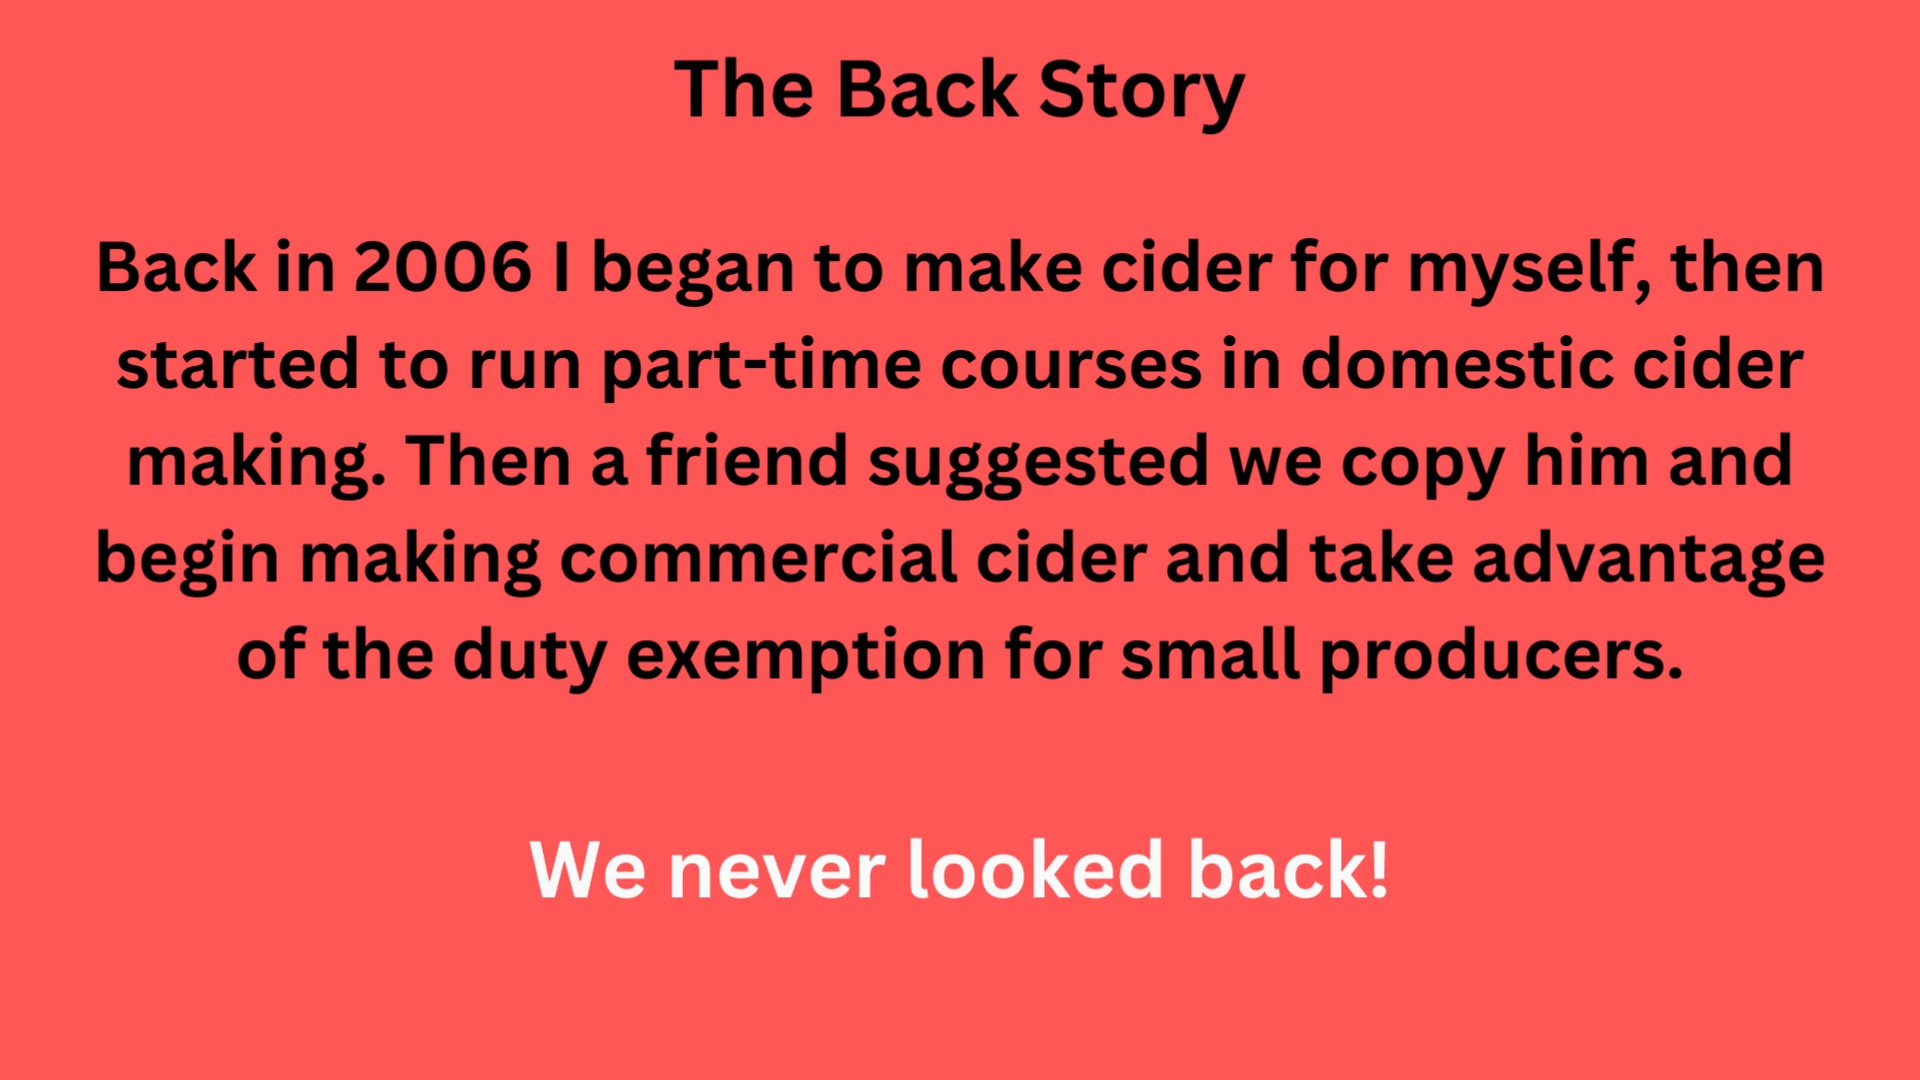 The Back Story
Back in 2006 I began to make cider for myself, then
started to run part-time courses in domestic cider
making. Then a friend suggested we copy him and
begin making commercial cider and take advantage
of the duty exemption for small producers.
We never looked back!